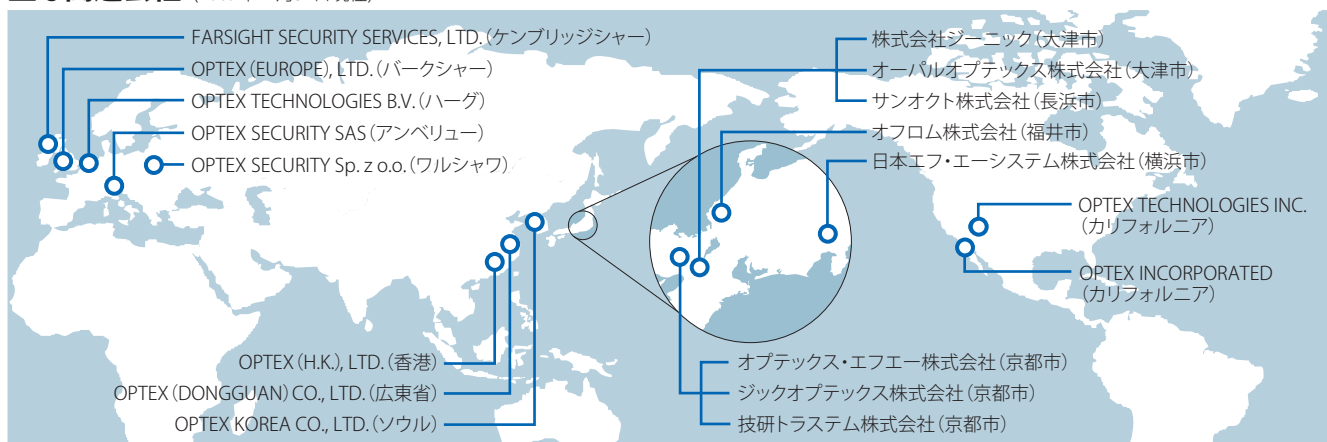 FARSIGHT SECURITY SERVICES, LTD.（ケンブリッジシャー）
OPTEX（EUROPE）, LTD.（バークシャー）
OPTEX TECHNOLOGIES B.V.（ハーグ）
OPTEX SECURITY SAS（アンベリュー）
OPTEX SECURITY Sp. z o.o.（ワルシャワ）
OPTEX（H.K.）, LTD.（香港）
OPTEX（DONGGUAN）CO., LTD.（広東省）
OPTEX KOREA CO., LTD.（ソウル）
株式会社ジーニック（大津市）
オーパルオプテックス株式会社（大津市）
サンオクト株式会社（長浜市）
オフロム株式会社（福井市）
日本エフ・エーシステム株式会社（横浜市）
オプテックス・エフエー株式会社（京都市）
ジックオプテックス株式会社（京都市）
技研トラステム株式会社（京都市）
OPTEX TECHNOLOGIES INC.
（カリフォルニア）
OPTEX INCORPORATED
（カリフォルニア）